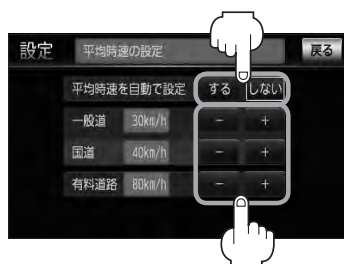 設定 平均時速の設定 戻る
平均時速を自動で設定 する しない
一般道 30km/h － ＋
国道 40km/h － ＋
有料道路 80km/h － ＋